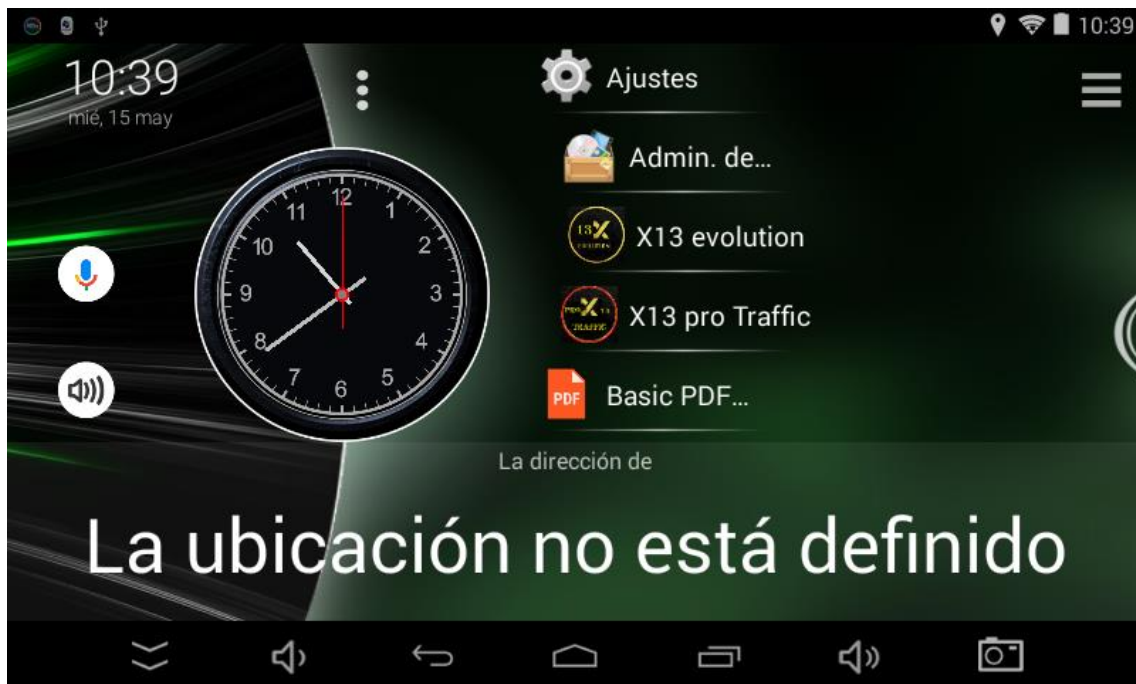 10:39
10:39
mié, 15 may
Ajustes
Admin. de...
X13 evolution
X13 pro Traffic
PDF
Basic PDF...
12
1
2
3
4
5
6
7
8
9
10
11
La dirección de
La ubicación no está definido